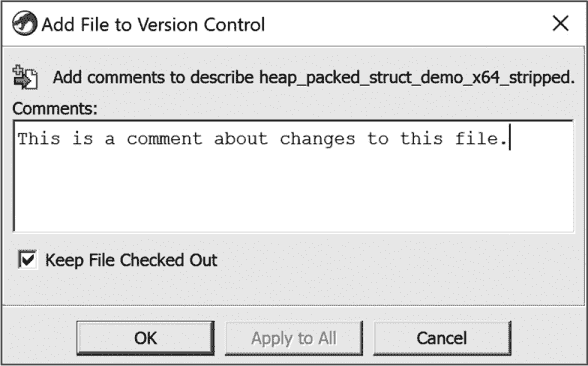 Add File to Version Control
Add comments to describe heap_packed_struct_demo_x64_stripped.
Comments:
This is a comment about changes to this file.
Keep File Checked Out
OK
Apply to All
Cancel